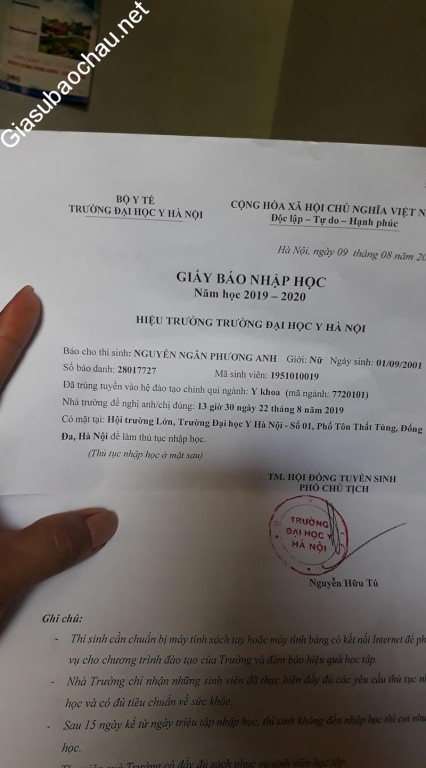 Giasubaochau.net
BỘ Y TẾ
TRƯỜNG ĐẠI HỌC Y HÀ NỘI
CỘNG HÒA XÃ HỘI CHỦ NGHĨA VIỆT N
Độc lập – Tự do – Hạnh phúc
Hà Nội, ngày 09 tháng 08 năm 20
GIẤY BÁO NHẬP HỌC
Năm học 2019 – 2020
HIỆU TRƯỞNG TRƯỜNG ĐẠI HỌC Y HÀ NỘI
Báo cho thí sinh: NGUYỄN NGÂN PHƯƠNG ANH Giới: Nữ Ngày sinh: 01/09/2001
Số báo danh: 28017727 Mã sinh viên: 1951010019
Đã trúng tuyển vào hệ đào tạo chính qui ngành: Y khoa (mã ngành: 7720101)
Nhà trường đề nghị anh/chị đúng: 13 giờ 30 ngày 22 tháng 8 năm 2019
Có mặt tại: Hội trường Lớn, Trường Đại học Y Hà Nội - Số 01, Phố Tôn Thất Tùng, Đống
Đa, Hà Nội để làm thủ tục nhập học.
(Thủ tục nhập học ở mặt sau)
TM. HỘI ĐỒNG TUYỂN SINH
PHÓ CHỦ TỊCH
TRƯỜNG
ĐẠI HỌC Y
HÀ NỘI
Nguyễn Hữu Tú
Ghi chú:
- Thí sinh cần chuẩn bị máy tính xách tay hoặc máy tính bảng có kết nối Internet để ph
vụ cho chương trình đào tạo của Trường và đảm bảo hiệu quả học tập.
- Nhà Trường chỉ nhận những sinh viên đã thực hiện đầy đủ các yêu cầu thủ tục n
học và có đủ tiêu chuẩn về sức khỏe.
- Sau 15 ngày kể từ ngày triệu tập nhập học, thí sinh không đến nhập học thì coi như
học.